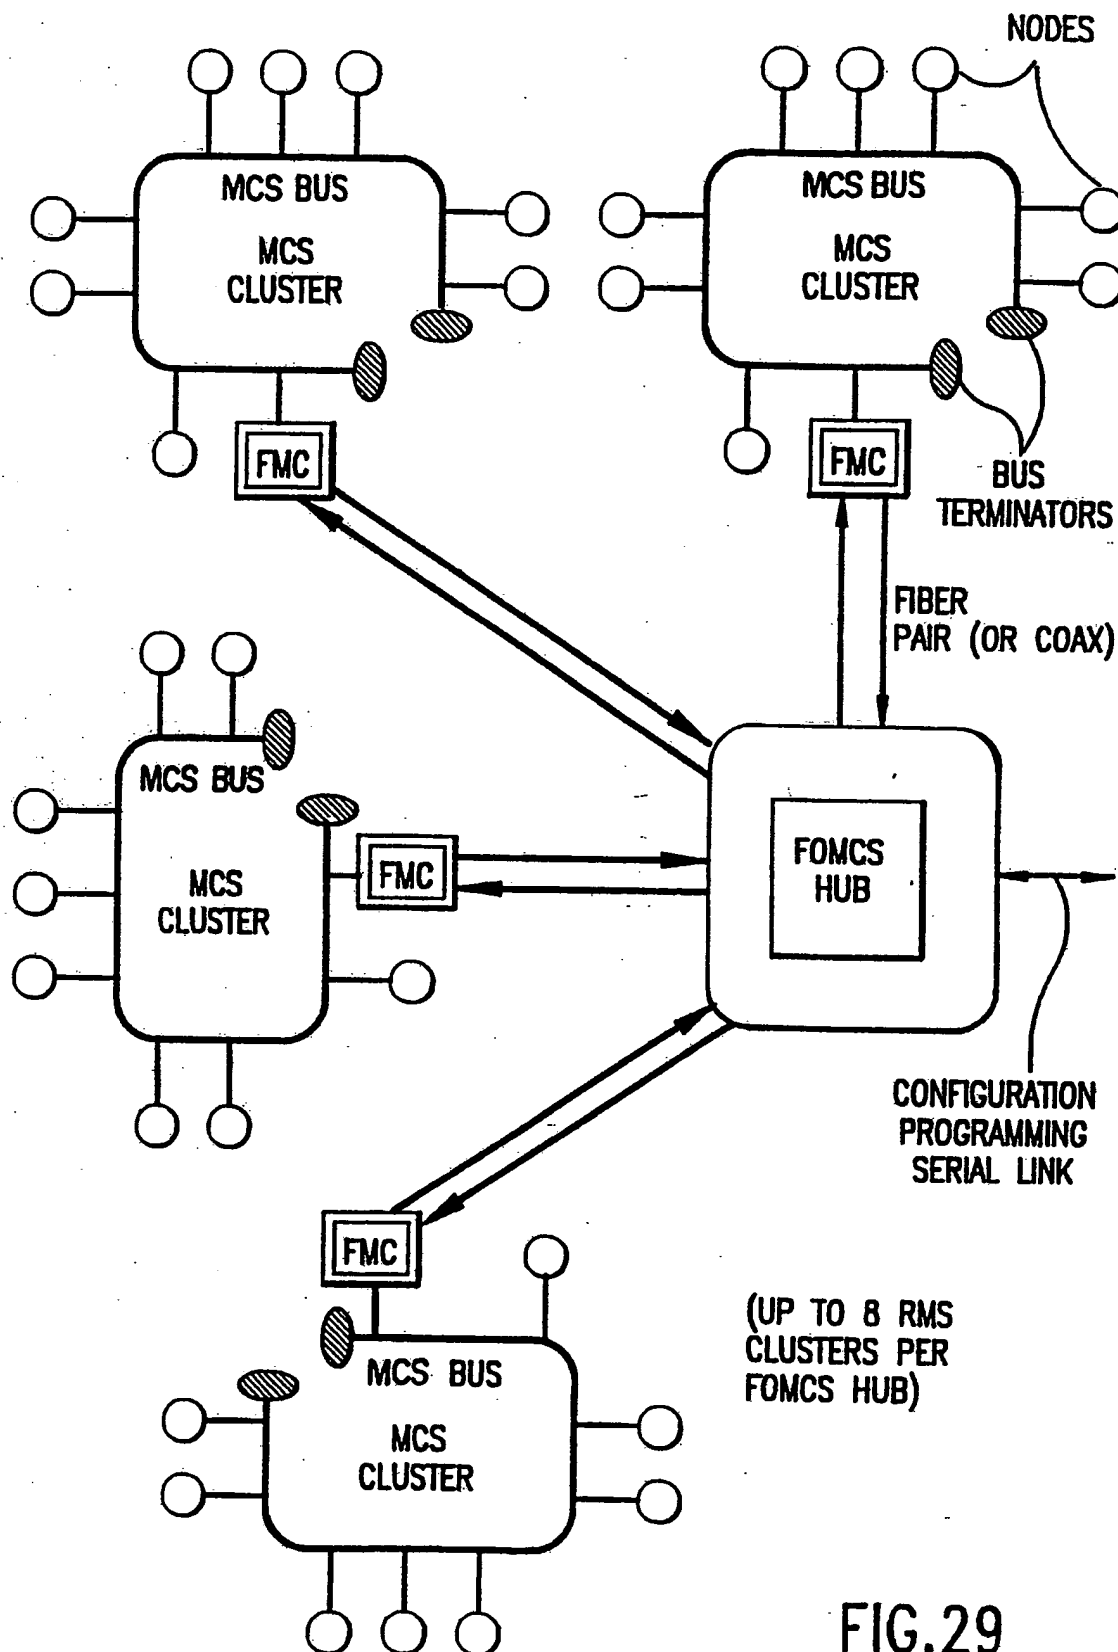 NODES
MCS BUS
MCS
CLUSTER
FMC
MCS BUS
MCS
CLUSTER
FMC
BUS
TERMINATORS
FIBER
PAIR (OR COAX)
MCS BUS
MCS
CLUSTER
FMC
FOMCS
HUB
CONFIGURATION
PROGRAMMING
SERIAL LINK
FMC
MCS BUS
MCS
CLUSTER
(UP TO 8 RMS
CLUSTERS PER
FOMCS HUB)
FIG.29